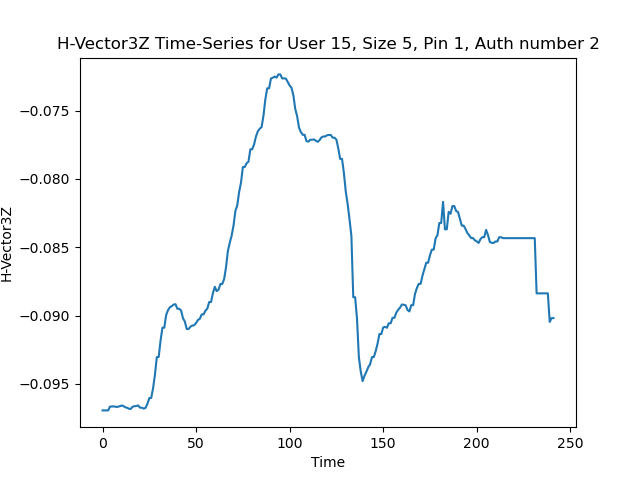 H-Vector3Z Time-Series for User 15, Size 5, Pin 1, Auth number 2
H-Vector3Z
−0.075
−0.080
−0.085
−0.090
−0.095
0 50 100 150 200 250
Time